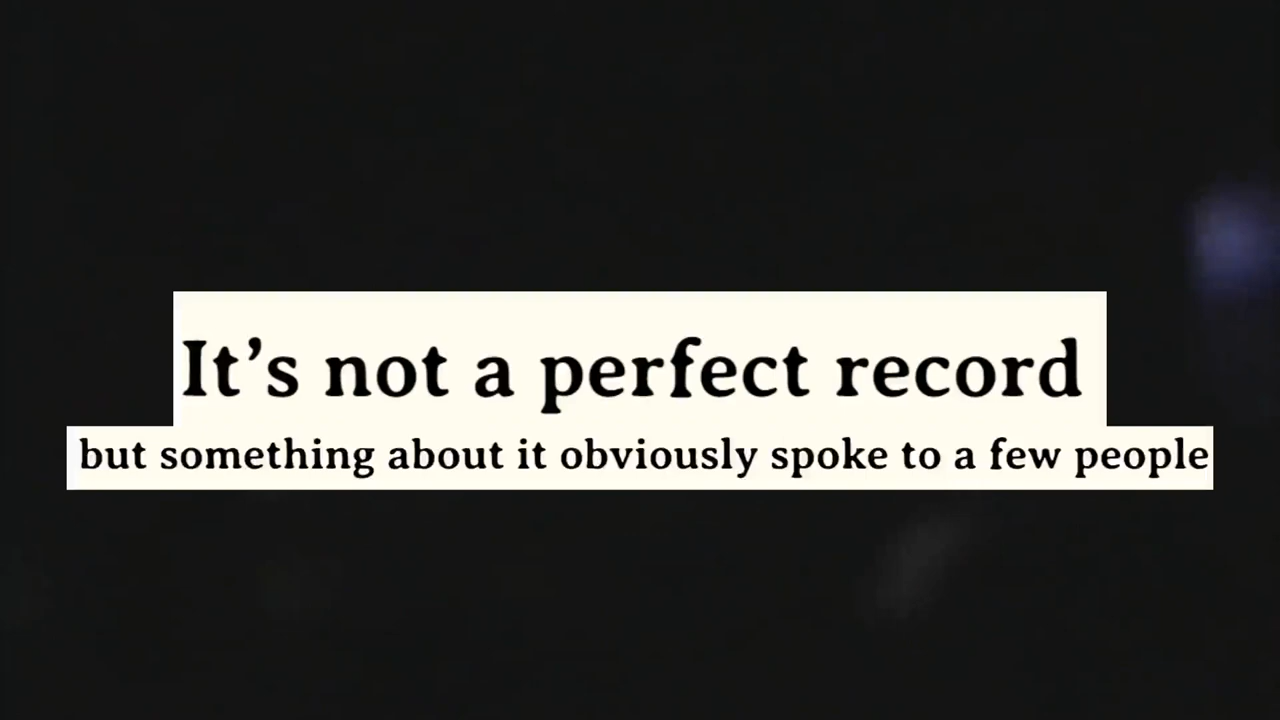 It’s not a perfect record
but something about it obviously spoke to a few people